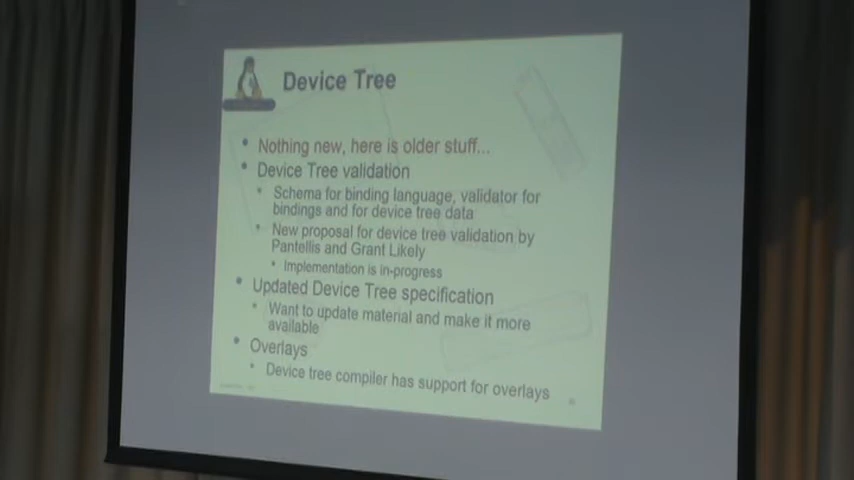 Device Tree
• Nothing new, here is older stuff...
• Device Tree validation
• Schema for binding language, validator for
bindings and for device tree data
• New proposal for device tree validation by
Pantellis and Grant Likely
• Implementation is in-progress
• Updated Device Tree specification
• Want to update material and make it more
available
• Overlays
• Device tree compiler has support for overlays